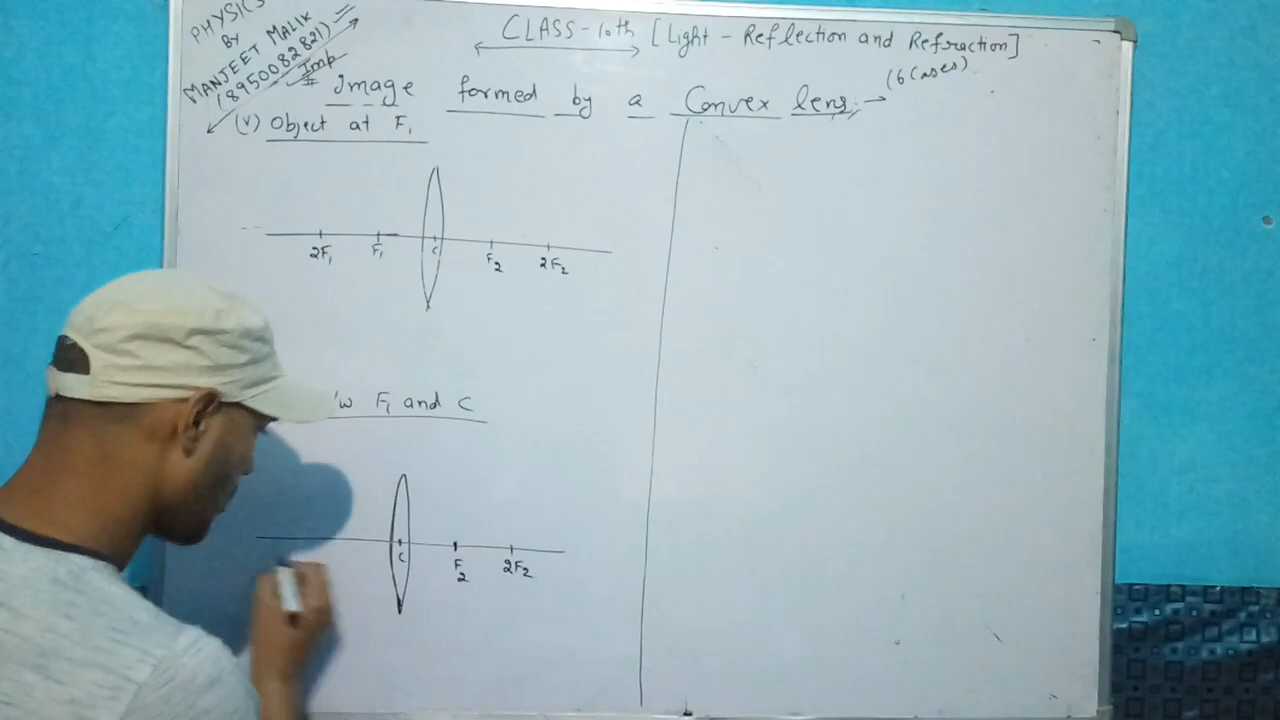 PHYSICS
BY
MANJEET MALIK
(8950082821)
CLASS-10th [Light - Reflection and Refraction]
# Imp
Image formed by a Convex lens:→ (6 Cases)
(V) Object at F₁
2F₁ F₁ C F₂ 2F₂
'w F₁ and C
C F₂ 2F₂